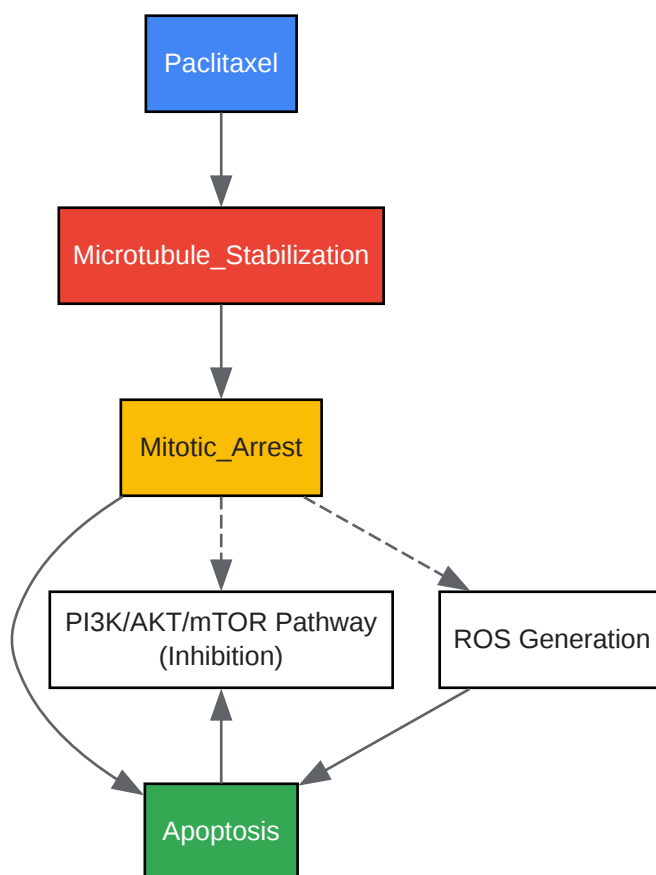 Paclitaxel
Microtubule_Stabilization
Mitotic_Arrest
PI3K/AKT/mTOR Pathway
(Inhibition)
ROS Generation
Apoptosis